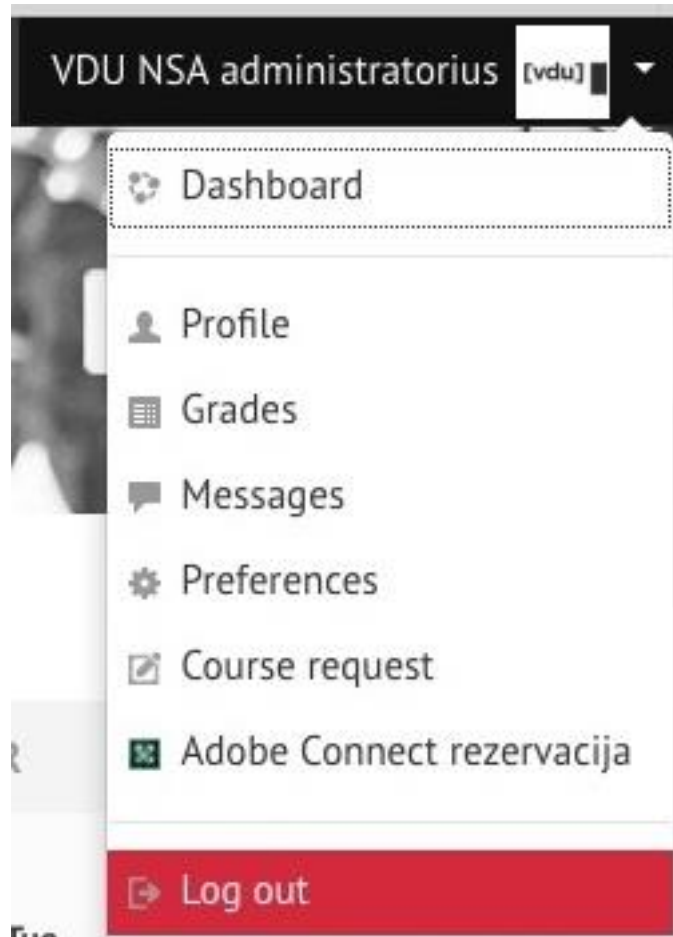 VDU NSA administratorius [vdu]
Dashboard
Profile
Grades
Messages
Preferences
Course request
Adobe Connect rezervacija
R
Log out